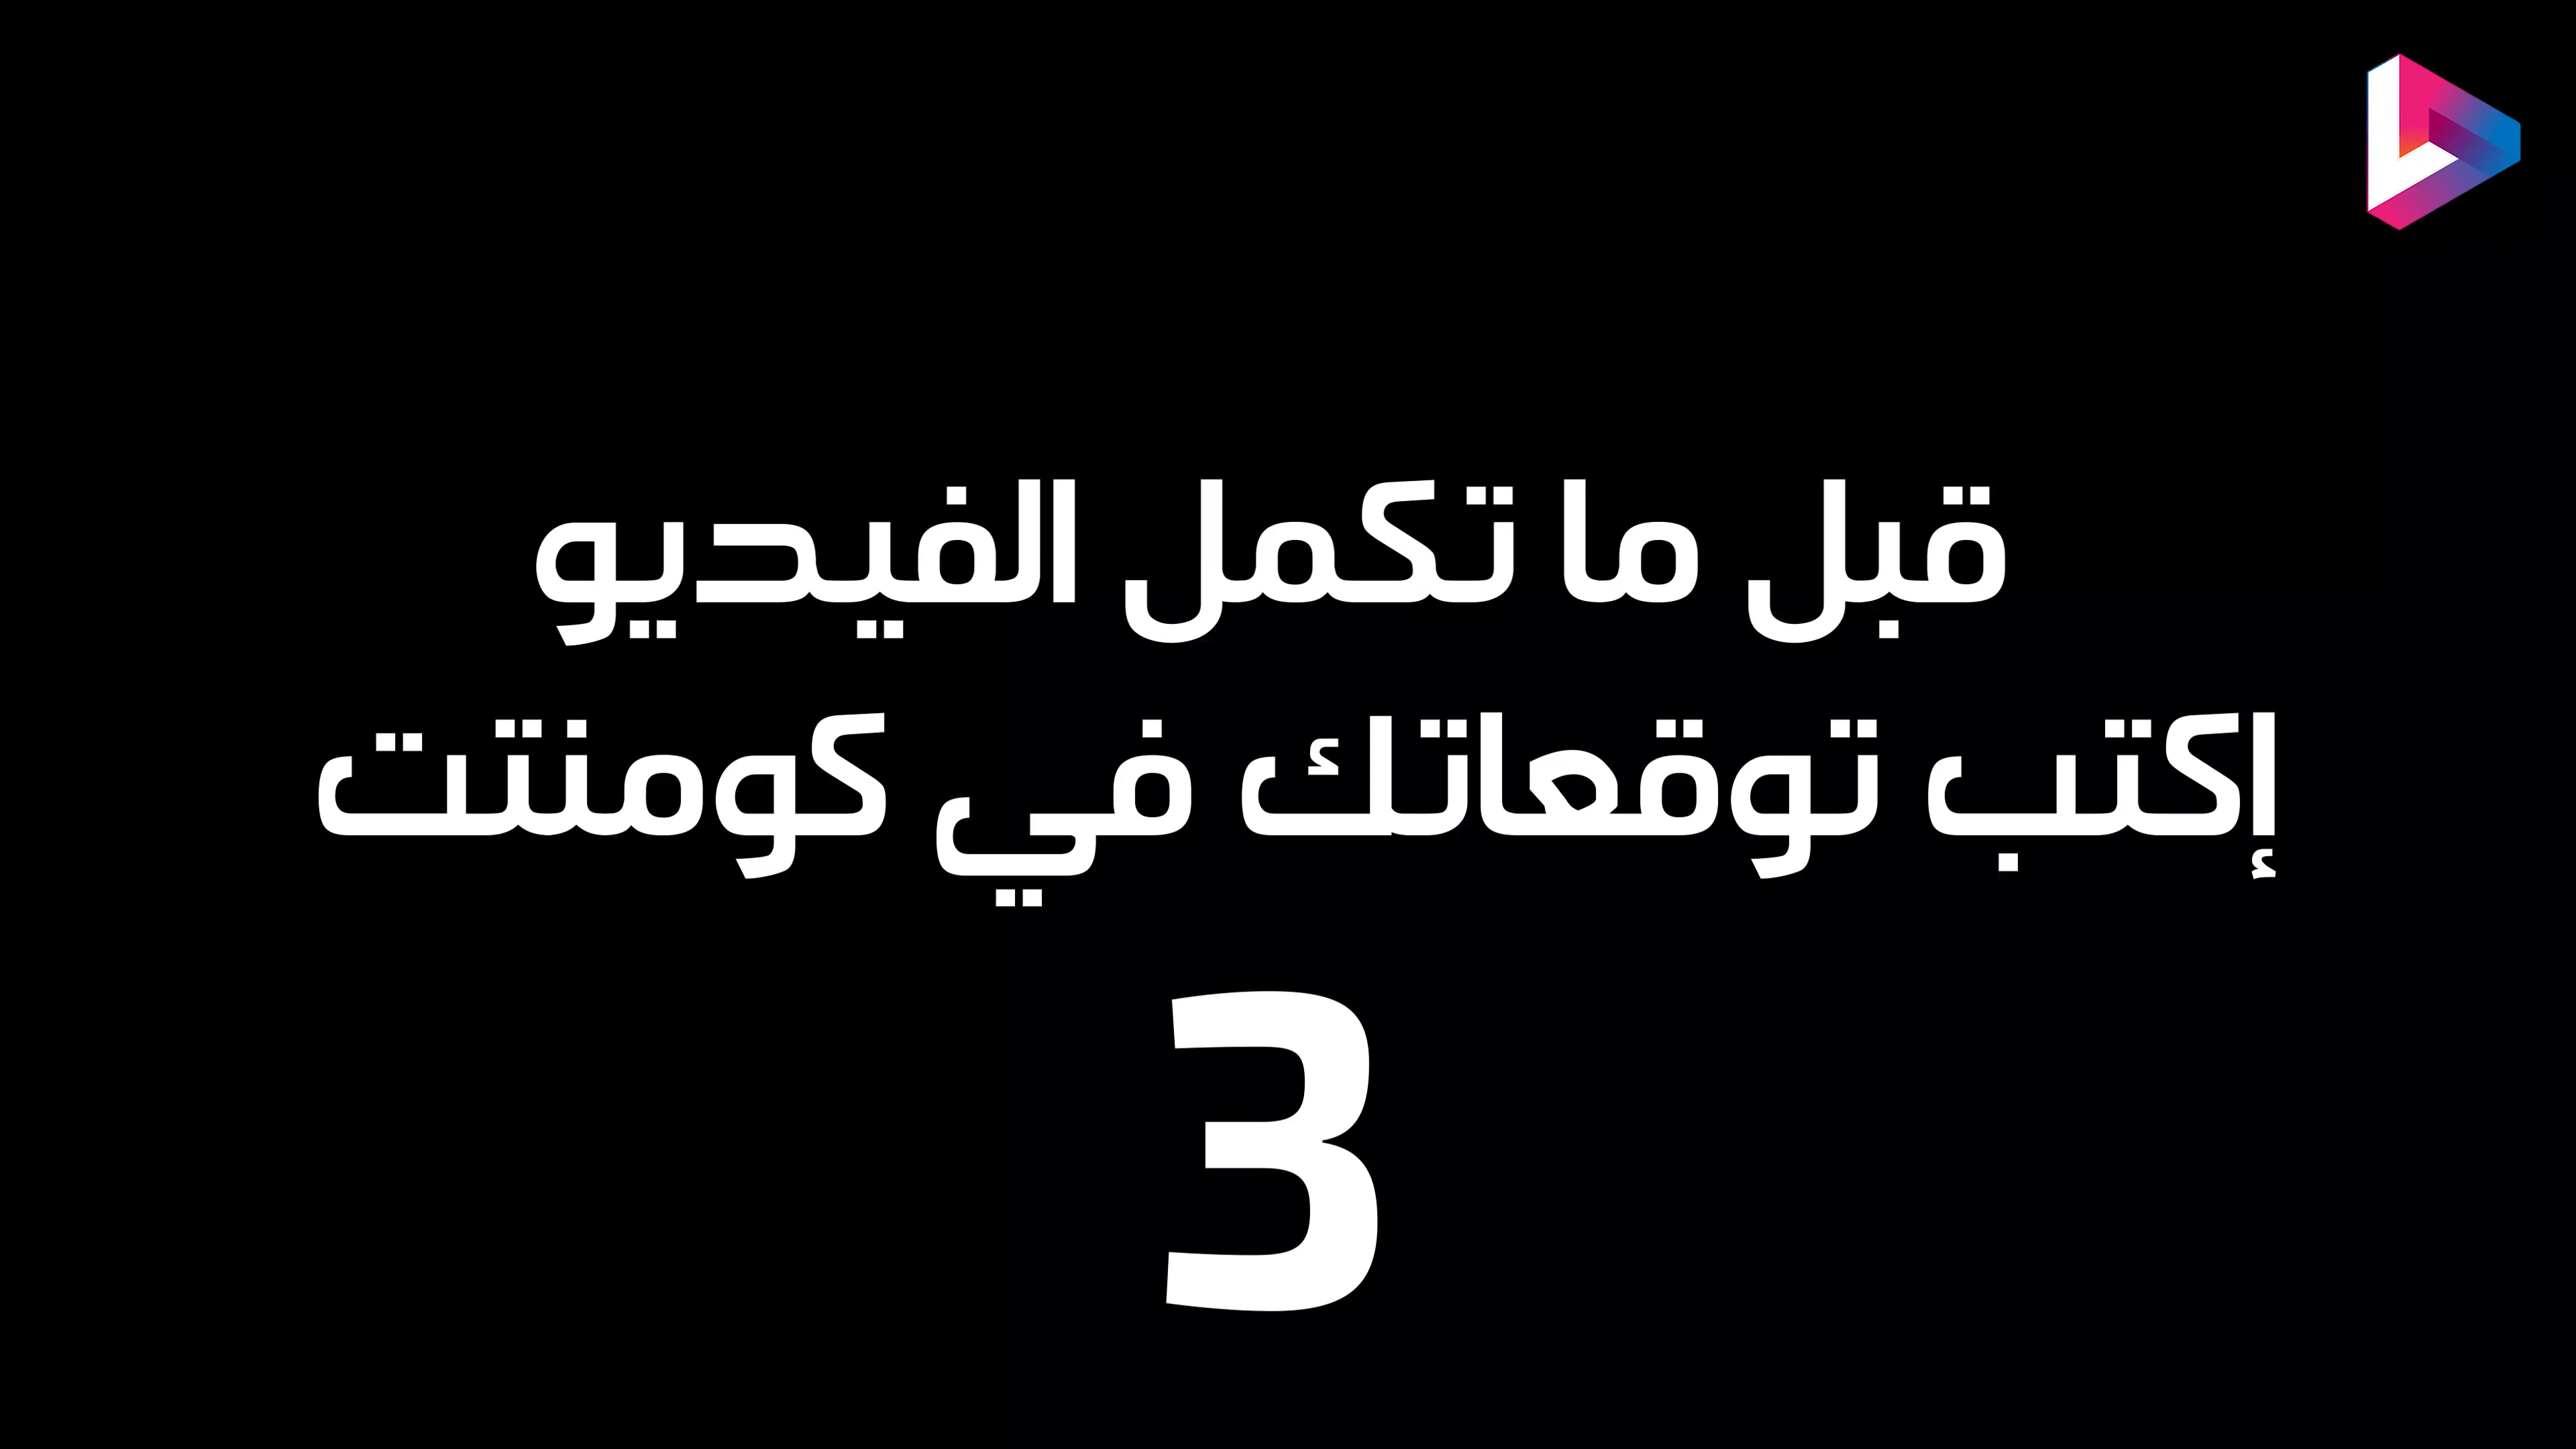 قبل ما تكمل الفيديو
إكتب توقعاتك في كومنتت
3